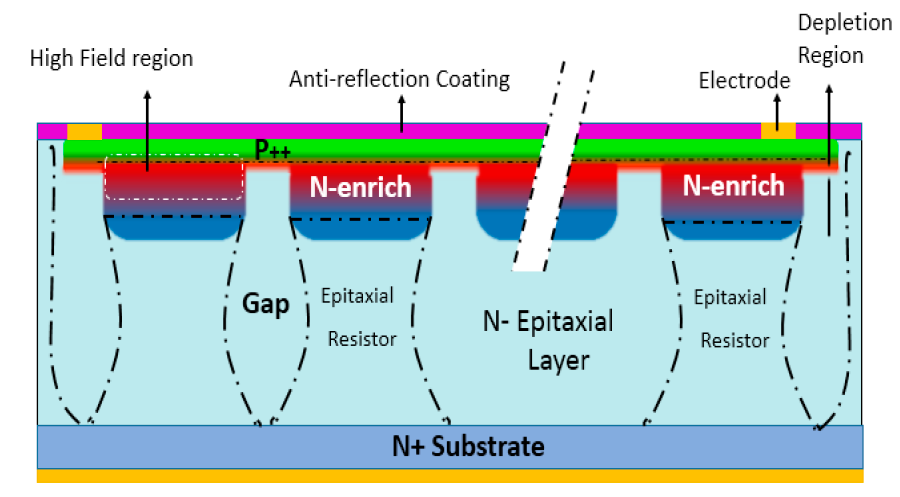 Depletion
Region
High Field region
Anti-reflection Coating
Electrode
P++
N-enrich
N-enrich
Gap
Epitaxial
Resistor
N- Epitaxial
Layer
Epitaxial
Resistor
N+ Substrate